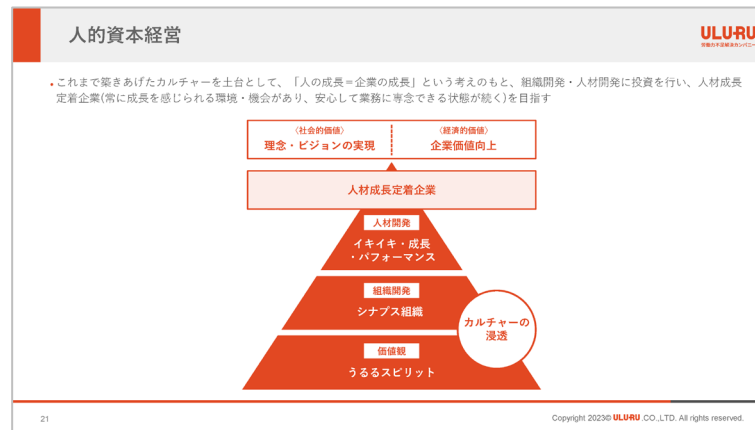 人的資本経営
ULURU
労働力不足解決カンパニー
・これまで築きあげたカルチャーを土台として、「人の成長＝企業の成長」という考えのもと、組織開発・人材開発に投資を行い、人材成長
定着企業(常に成長を感じられる環境・機会があり、安心して業務に専念できる状態が続く)を目指す
〈社会的価値〉
理念・ビジョンの実現
〈経済的価値〉
企業価値向上
人材成長定着企業
人材開発
イキイキ・成長
・パフォーマンス
組織開発
シナプス組織
カルチャーの
浸透
価値観
うるるスピリット
21
Copyright 2023© ULURU.CO.,LTD. All rights reserved.